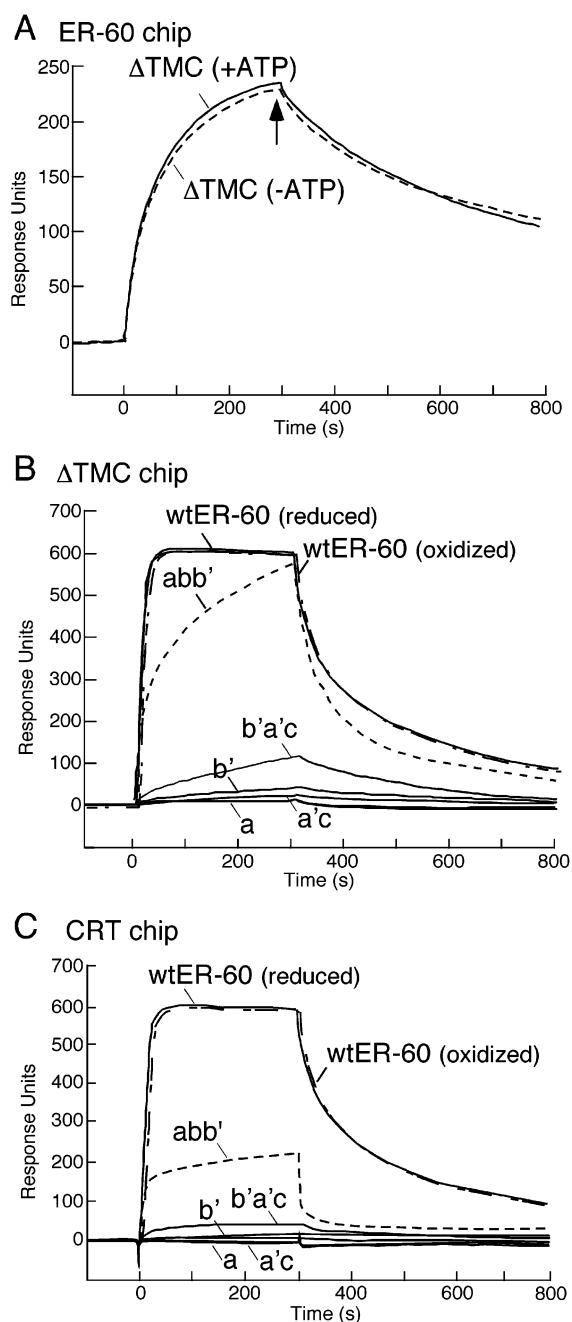 A ER-60 chip
250
ΔTMC (+ATP)
200
150
ΔTMC (-ATP)
100
50
0
Response Units
0 200 400 600 800
Time (s)
B ΔTMC chip
700
wtER-60 (reduced)
600
wtER-60 (oxidized)
abb'
500
400
300
200
b'a'c
100
b'
0
a a'c
Response Units
0 200 400 600 800
Time (s)
C CRT chip
700
wtER-60 (reduced)
600
500
wtER-60 (oxidized)
400
300
abb'
200
b' b'a'c
100
0
a a'c
Response Units
0 200 400 600 800
Time (s)